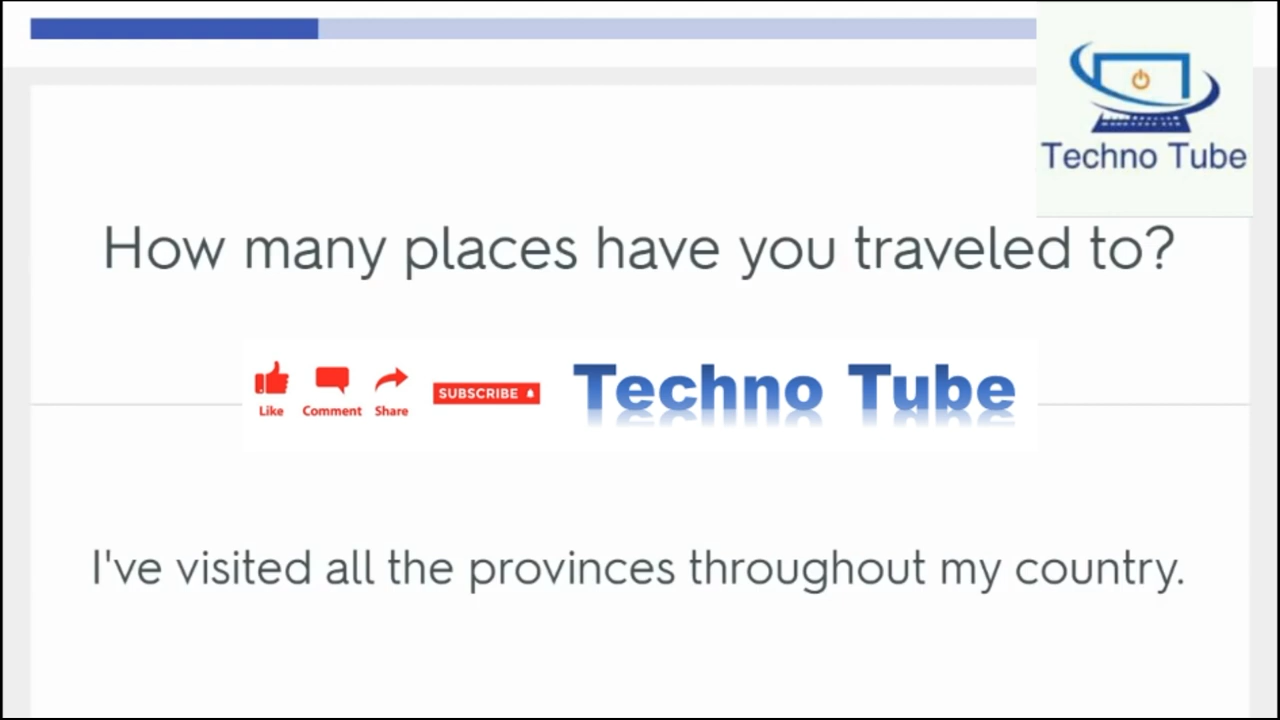 Techno Tube
How many places have you traveled to?
Like Comment Share SUBSCRIBE Techno Tube
I've visited all the provinces throughout my country.